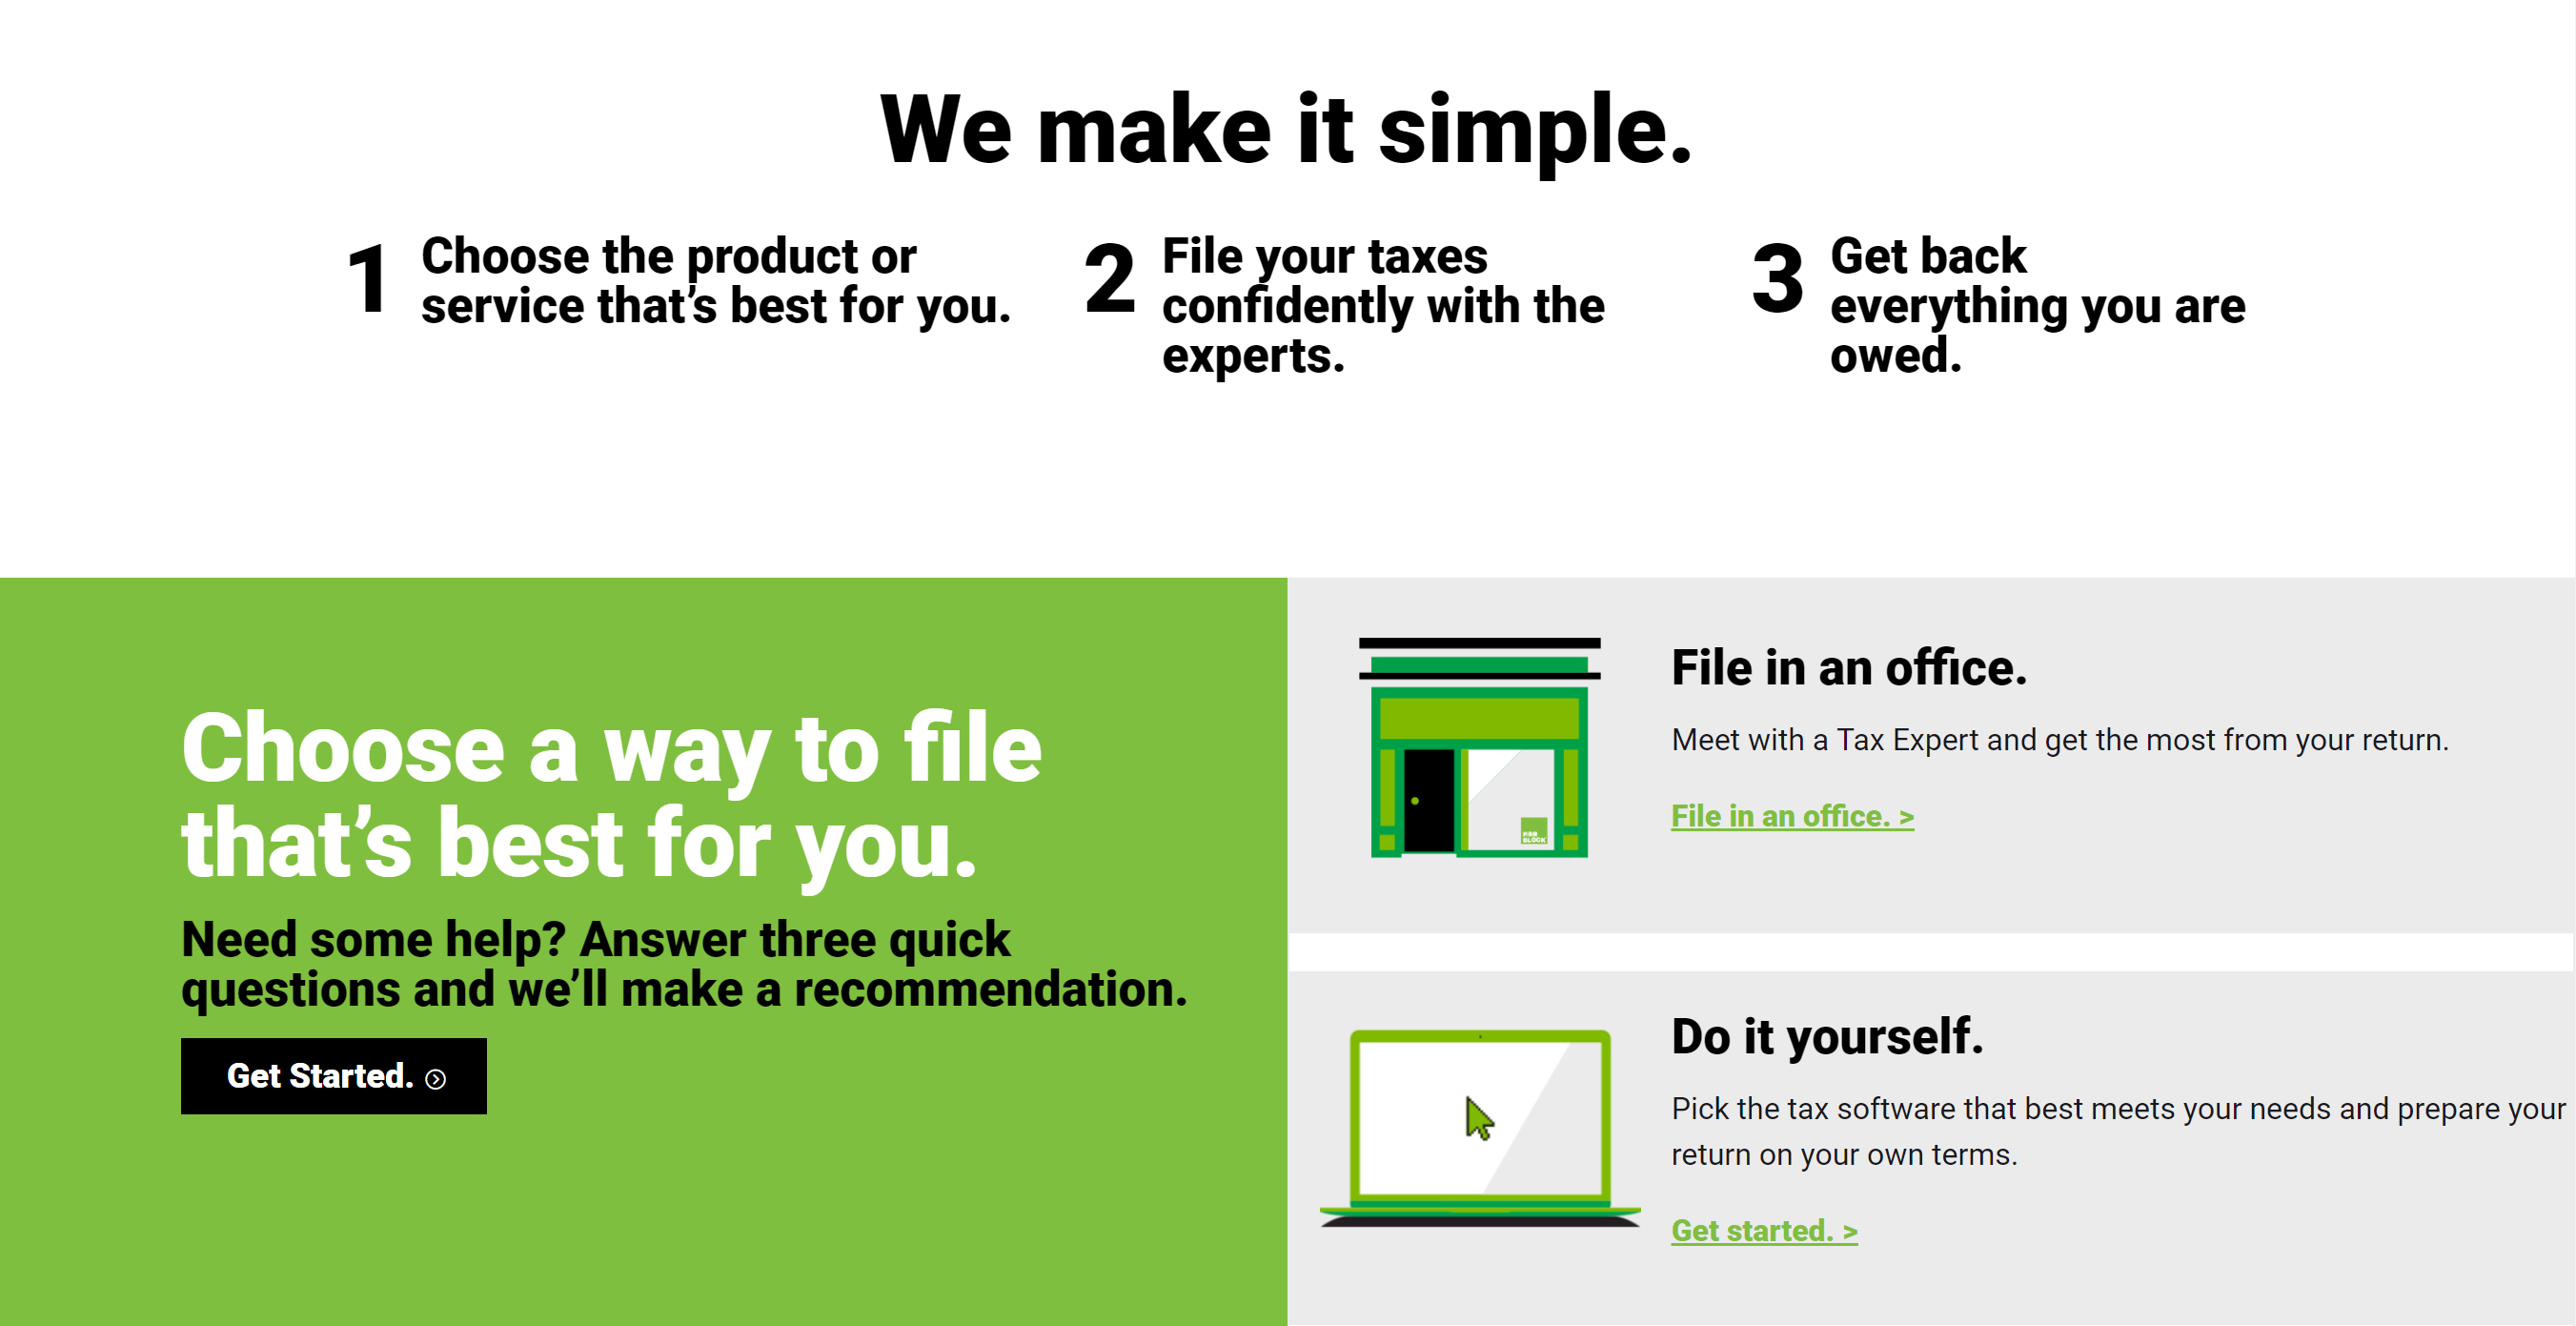 We make it simple.
1
Choose the product or
service that’s best for you.
2
File your taxes
confidently with the
experts.
3
Get back
everything you are
owed.
Choose a way to file
that’s best for you.
Need some help? Answer three quick
questions and we’ll make a recommendation.
Get Started.
File in an office.
Meet with a Tax Expert and get the most from your return.
File in an office. >
H&R
BLOCK
Do it yourself.
Pick the tax software that best meets your needs and prepare your
return on your own terms.
Get started. >